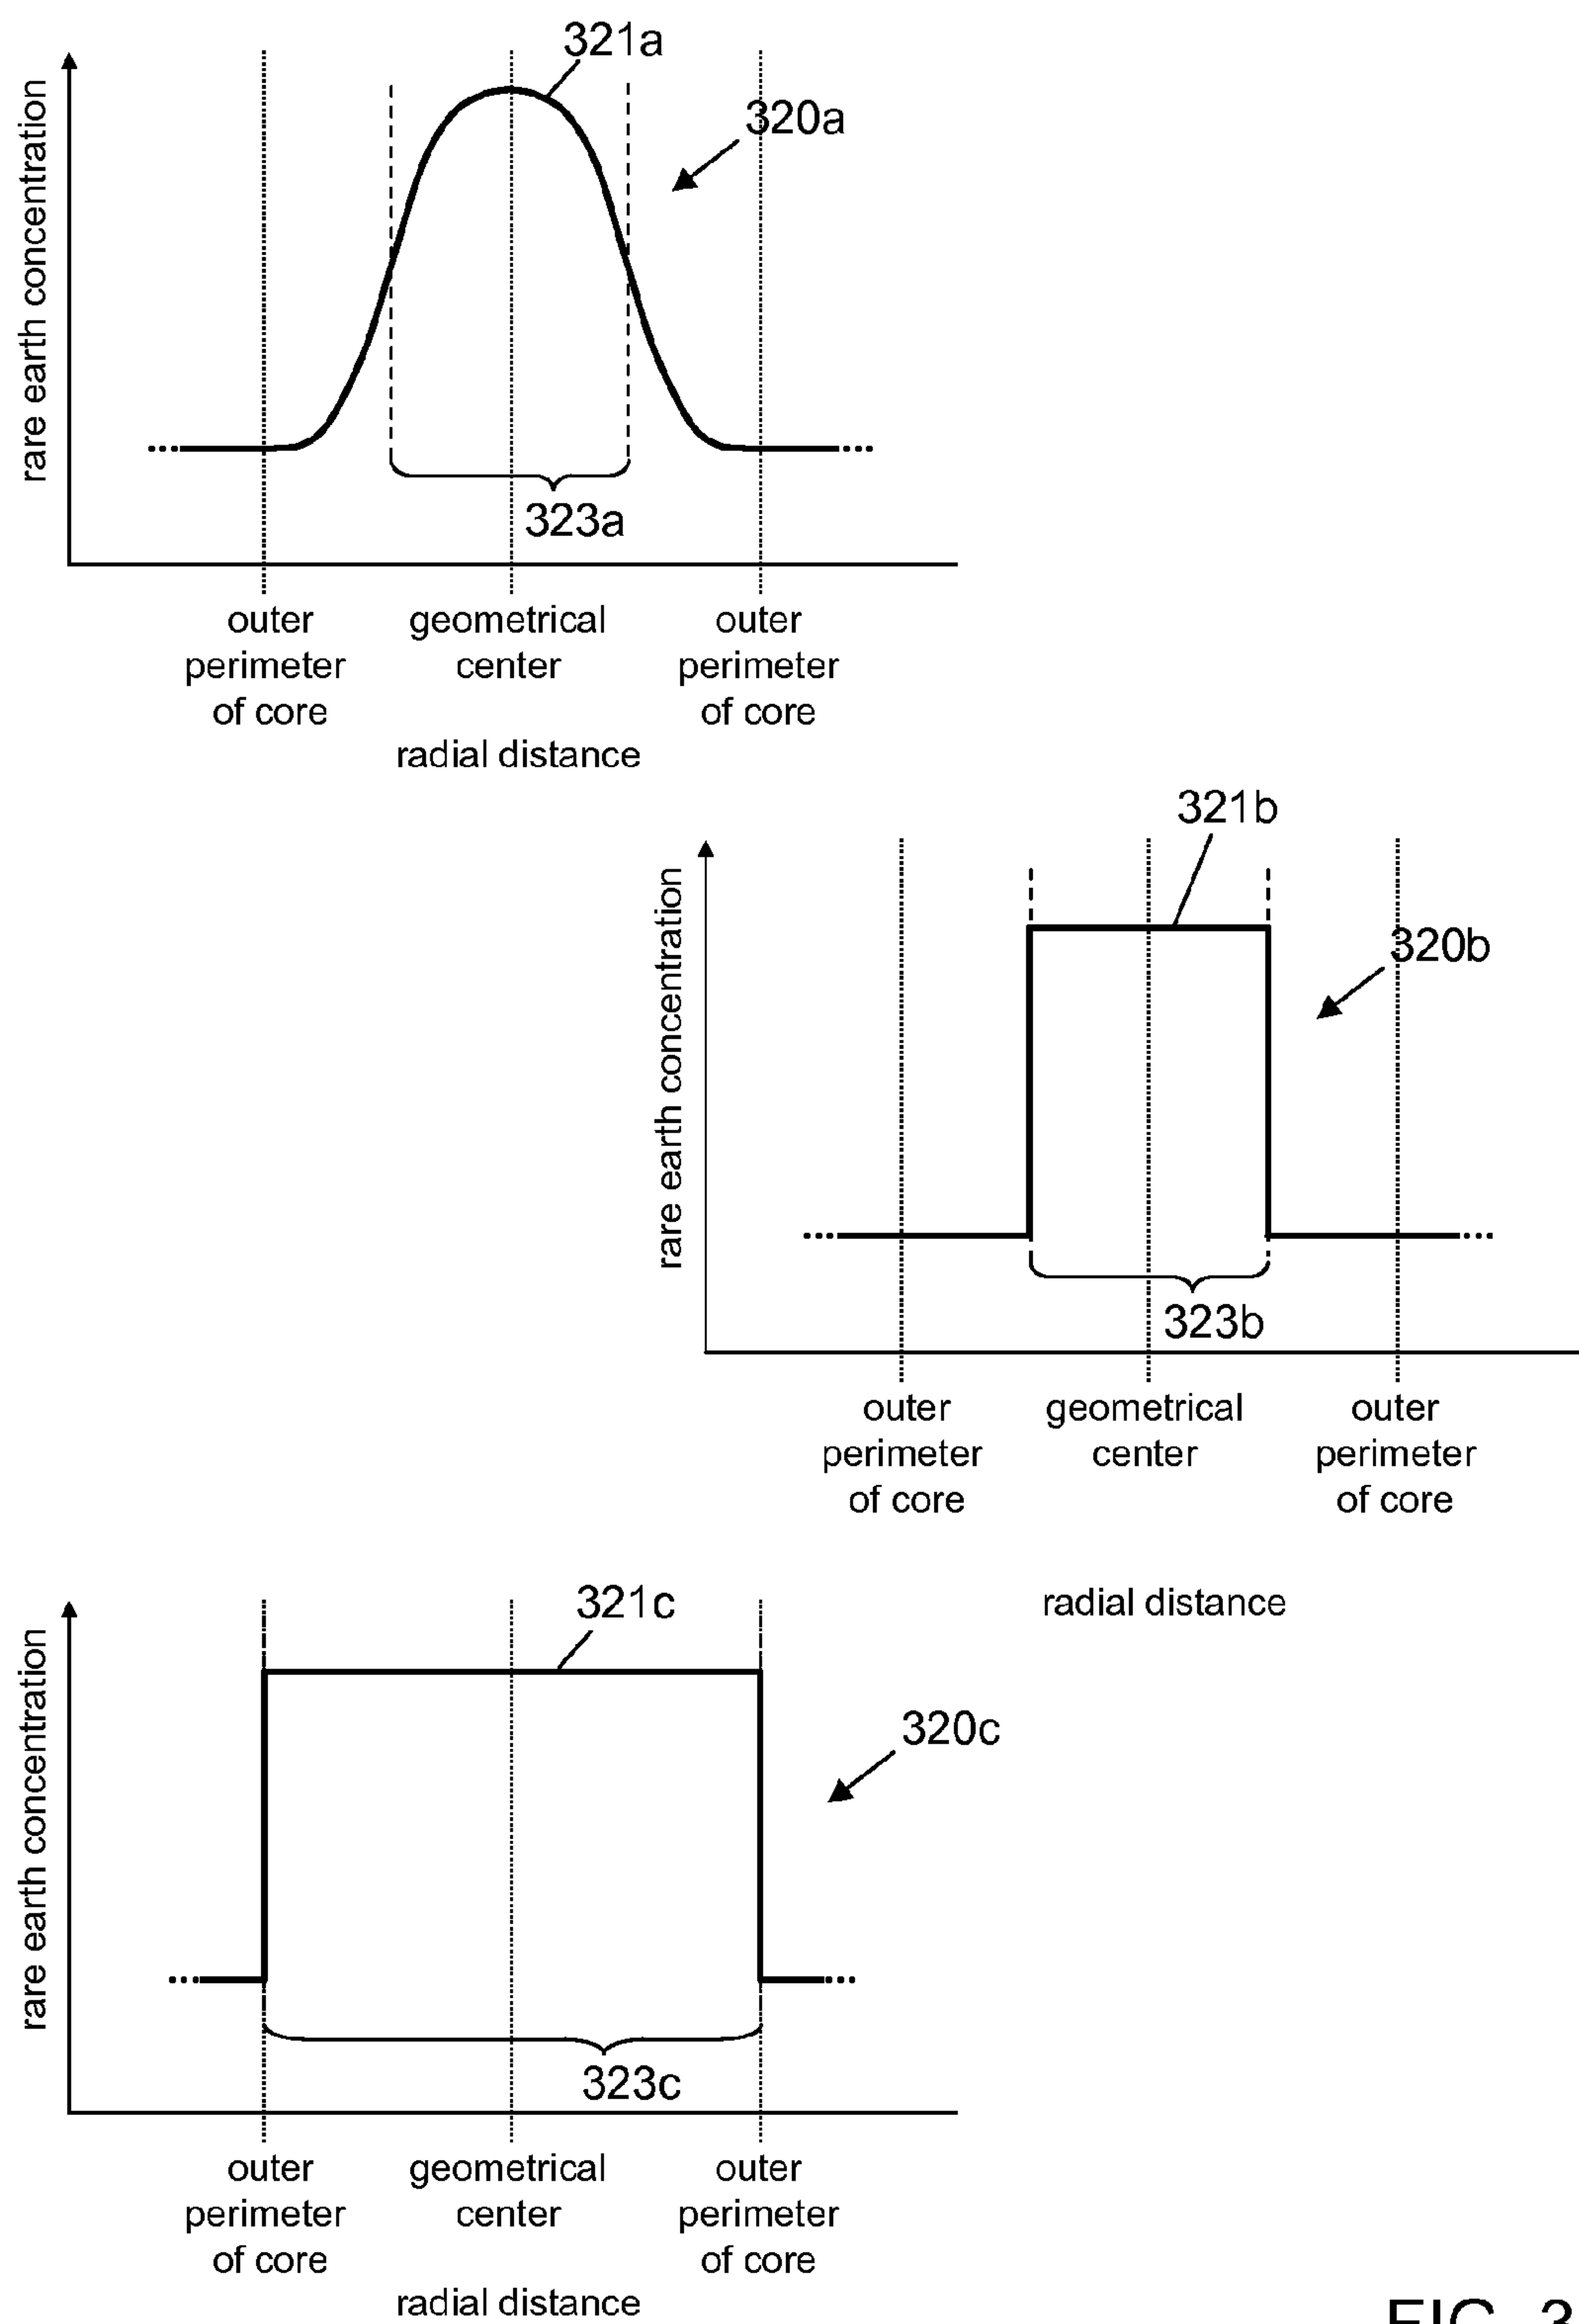 321a
320a
rare earth concentration
323a
outer
perimeter
of core
geometrical
center
outer
perimeter
of core
radial distance
321b
320b
rare earth concentration
323b
outer
perimeter
of core
geometrical
center
outer
perimeter
of core
radial distance
321c
320c
rare earth concentration
323c
outer
perimeter
of core
geometrical
center
outer
perimeter
of core
radial distance
FIG. 3